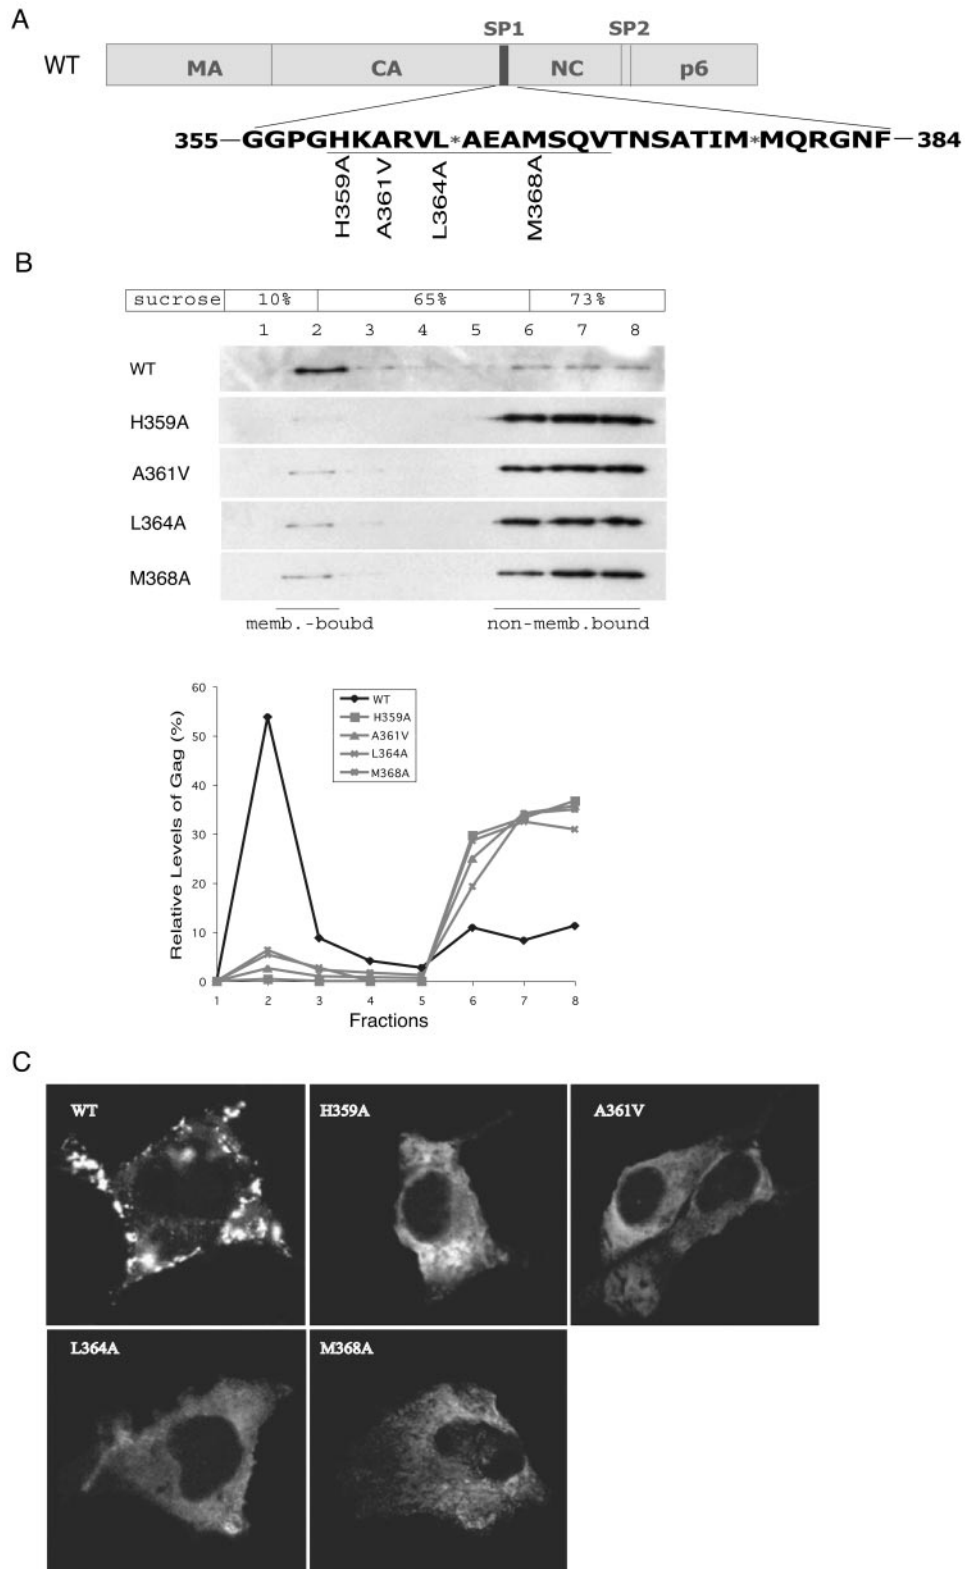 A
SP1 SP2
WT MA CA NC p6
355—GGPGHKARVL*AEAMSQVTNSATIM*MQRGNF—384
H359A A361V L364A M368A
B
sucrose 10% 65% 73%
1 2 3 4 5 6 7 8
WT
H359A
A361V
L364A
M368A
memb.-boubd non-memb.bound
60
50
40
30
20
10
0
Relative Levels of Gag (%)
WT
H359A
A361V
L364A
M368A
1 2 3 4 5 6 7 8
Fractions
C
WT H359A A361V
L364A M368A